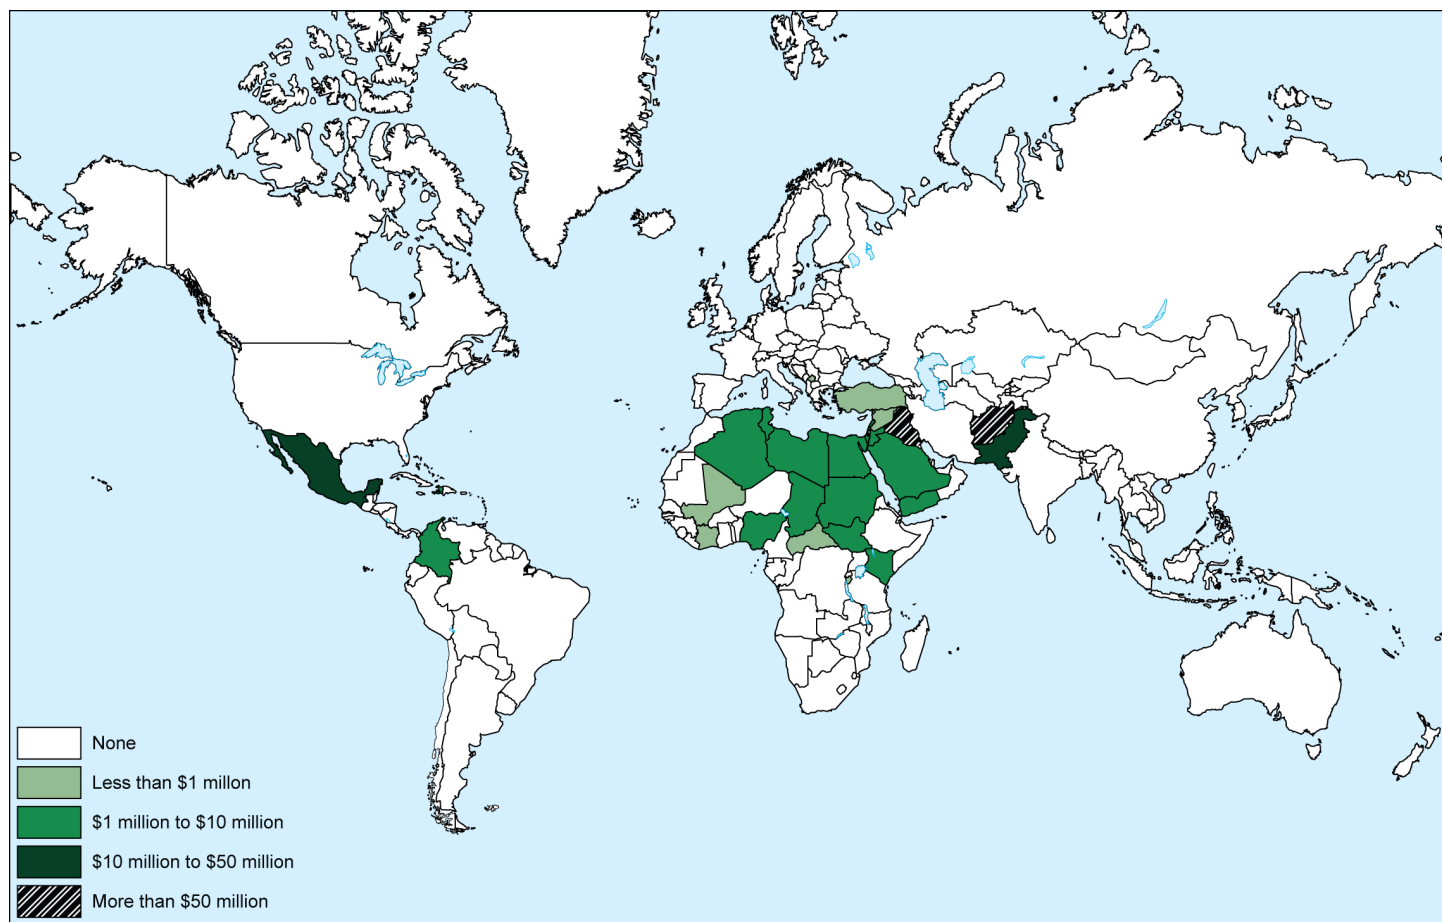 None
Less than $1 millon
$1 million to $10 million
$10 million to $50 million
More than $50 million